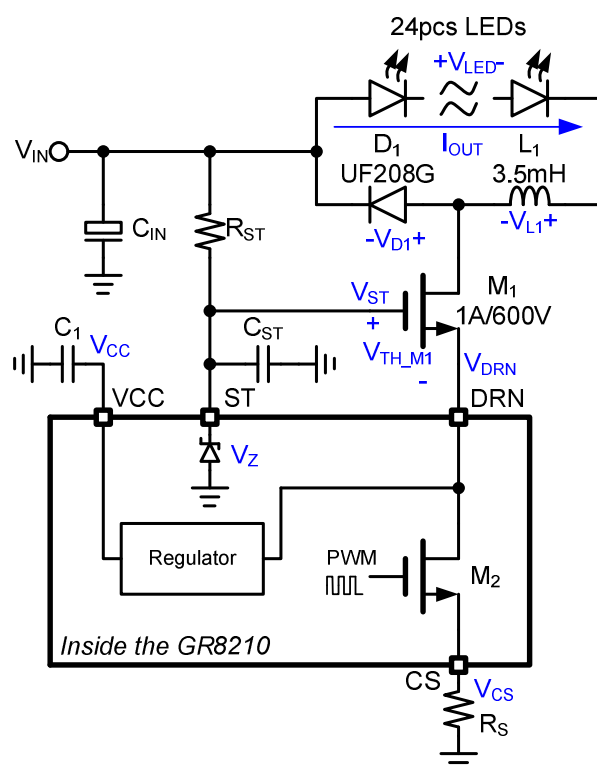 24pcs LEDs
+VLED-
VIN
D1
IOUT
L1
UF208G
3.5mH
CIN
RST
-VD1+
-VL1+
VST
M1
+
1A/600V
C1
VCC
CST
VTH_M1
VDRN
-
VCC
ST
DRN
VZ
Regulator
PWM
M2
Inside the GR8210
CS
VCS
RS